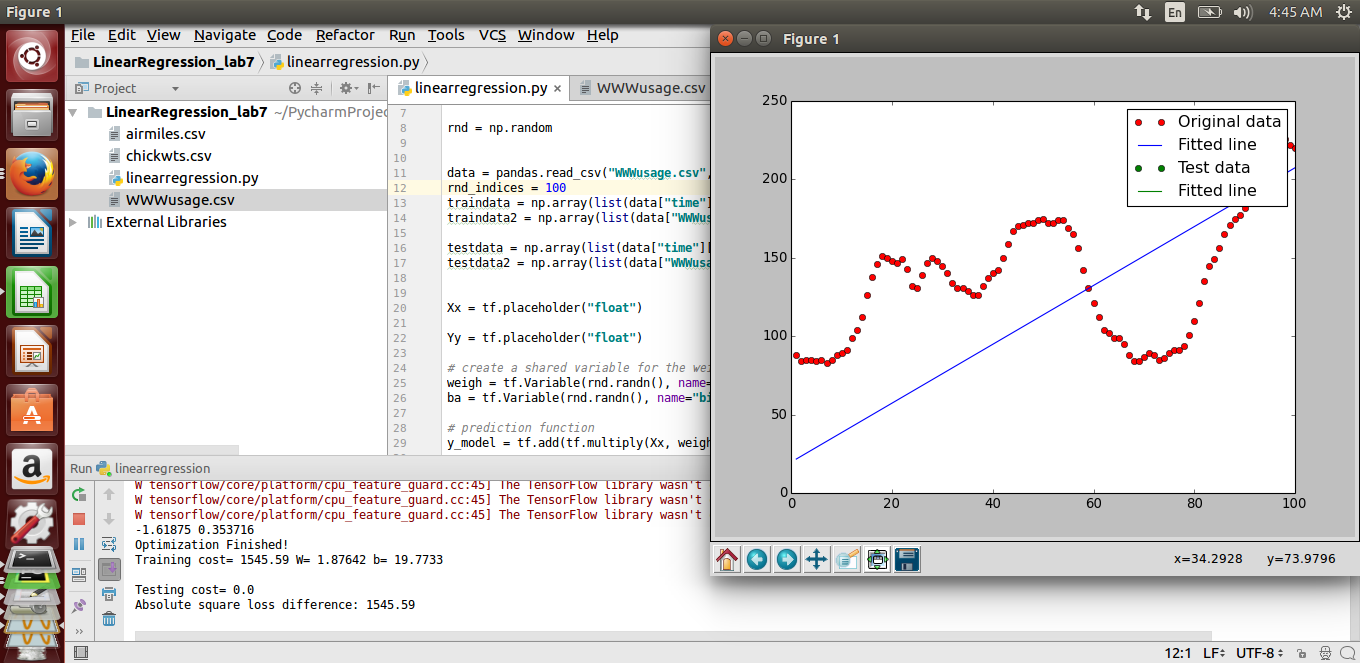 Figure 1
En
4:45 AM
File Edit View Navigate Code Refactor Run Tools VCS Window Help
LinearRegression_lab7
linearregression.py
Project
linearregression.py ×
WWWusage.csv
LinearRegression_lab7 ~/PycharmProjec
airmiles.csv
chickwts.csv
linearregression.py
WWWusage.csv
External Libraries
7
8 rnd = np.random
9
10
11 data = pandas.read_csv("WWWusage.csv",
12 rnd_indices = 100
13 traindata = np.array(list(data["time"]
14 traindata2 = np.array(list(data["WWWus
15
16 testdata = np.array(list(data["time"][
17 testdata2 = np.array(list(data["WWWusa
18
19
20 Xx = tf.placeholder("float")
21
22 Yy = tf.placeholder("float")
23
24 # create a shared variable for the wei
25 weigh = tf.Variable(rnd.randn(), name=
26 ba = tf.Variable(rnd.randn(), name="bi
27
28 # prediction function
29 y_model = tf.add(tf.multiply(Xx, weigh
Run linearregression
W tensorflow/core/platform/cpu_feature_guard.cc:45] The TensorFlow library wasn't
W tensorflow/core/platform/cpu_feature_guard.cc:45] The TensorFlow library wasn't
W tensorflow/core/platform/cpu_feature_guard.cc:45] The TensorFlow library wasn't
-1.61875 0.353716
Optimization Finished!
Training cost= 1545.59 W= 1.87642 b= 19.7733
Testing cost= 0.0
Absolute square loss difference: 1545.59
Figure 1
250
200
150
100
50
0
0 20 40 60 80 100
Original data
Fitted line
Test data
Fitted line
x=34.2928 y=73.9796
12:1 LF UTF-8